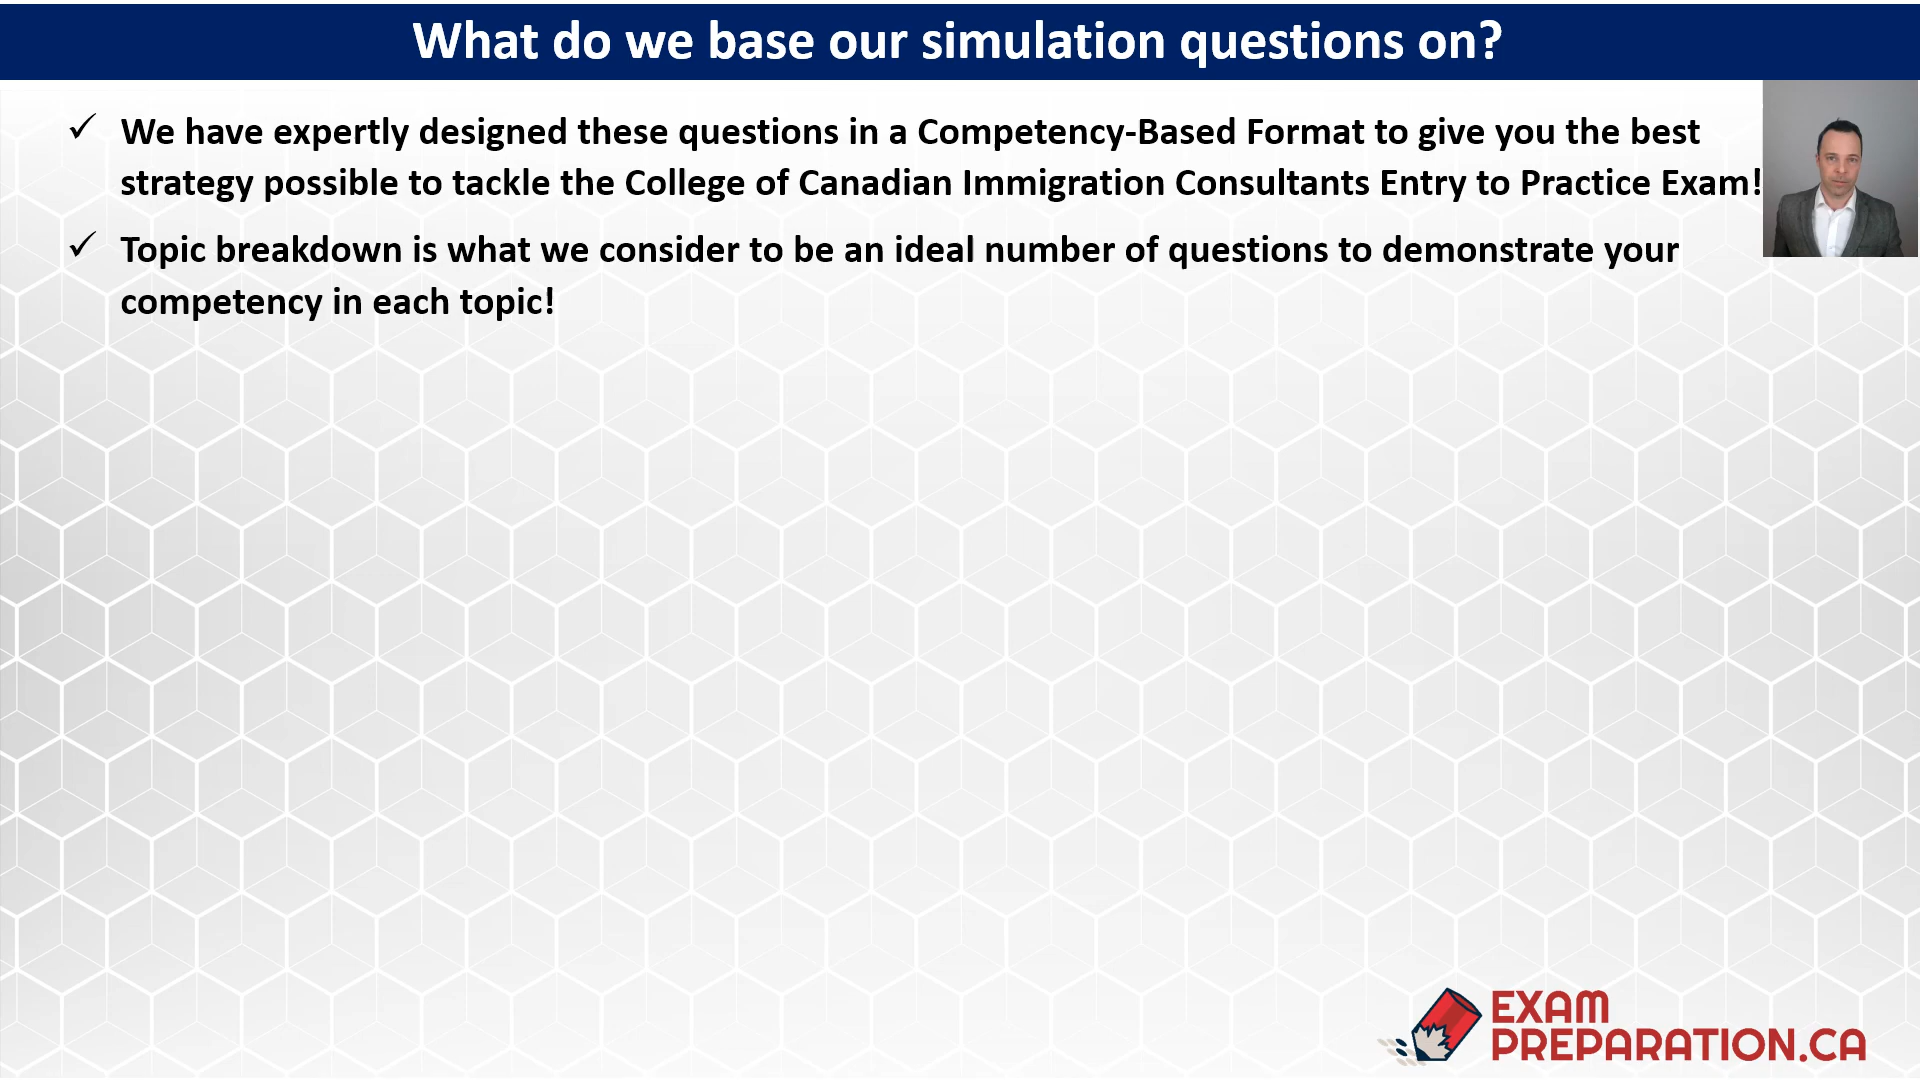 What do we base our simulation questions on?
✓ We have expertly designed these questions in a Competency-Based Format to give you the best
strategy possible to tackle the College of Canadian Immigration Consultants Entry to Practice Exam!
✓ Topic breakdown is what we consider to be an ideal number of questions to demonstrate your
competency in each topic!
EXAM
PREPARATION.CA